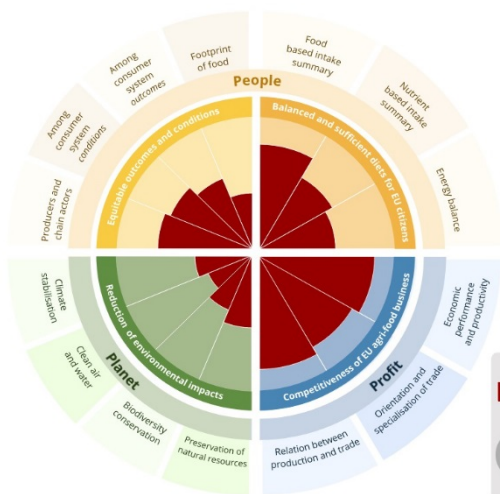 Footprint
of food
Food
based intake
summary
Among
consumer
system
outcomes
Nutrient
based intake
summary
Among
consumer
system
conditions
Energy balance
Producers and
chain actors
People
Equitable outcomes and conditions
Balanced and sufficient diets for EU citizens
Climate
stabilisation
Clean air
and water
Biodiversity
conservation
Preservation of
natural resources
Planet
Reduction of environmental impacts
Competitiveness of EU agri-food business
Profit
Economic
performance
and productivity
Orientation and
specialisation of trade
Relation between
production and trade